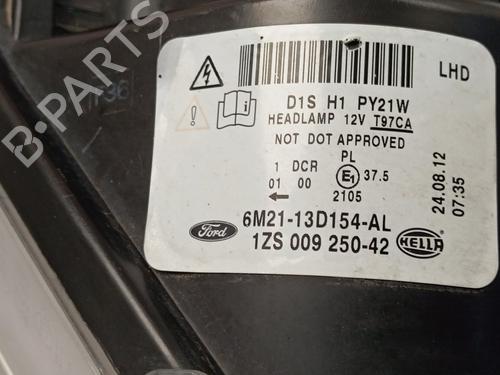 LHD
D1S H1 PY21W
HEADLAMP 12V T97CA
NOT DOT APPROVED
1 DCR PL
01 00 E1 37.5
← 2105
24.08.12
07:35
6M21-13D154-AL
Ford
1ZS 009 250-42
HELLA